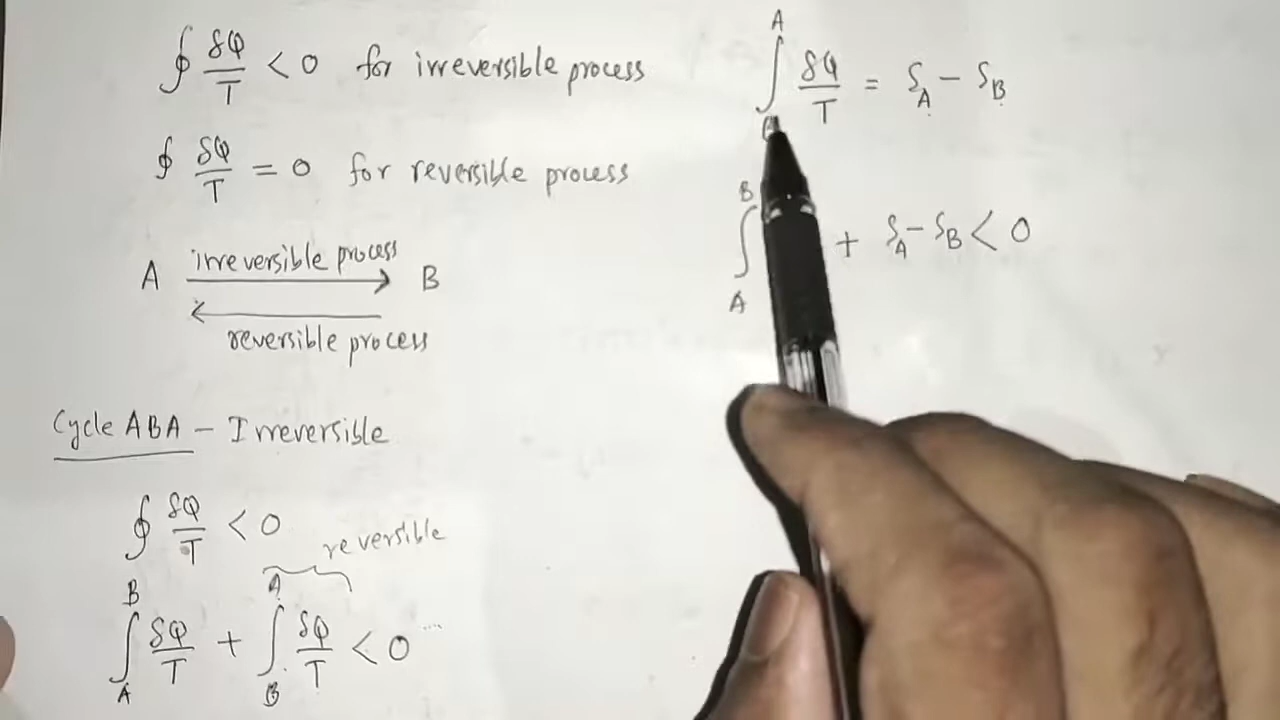 ∮ δQ/T < 0 for irreversible process
∮ δQ/T = 0 for reversible process
A irreversible process → B
← reversible process
Cycle ABA – Irreversible
∮ δQ/T < 0
reversible
∫_A^B δQ/T + ∫_B^A δQ/T < 0
∫^A δQ/T = S_A – S_B
∫_A^B + S_A – S_B < 0